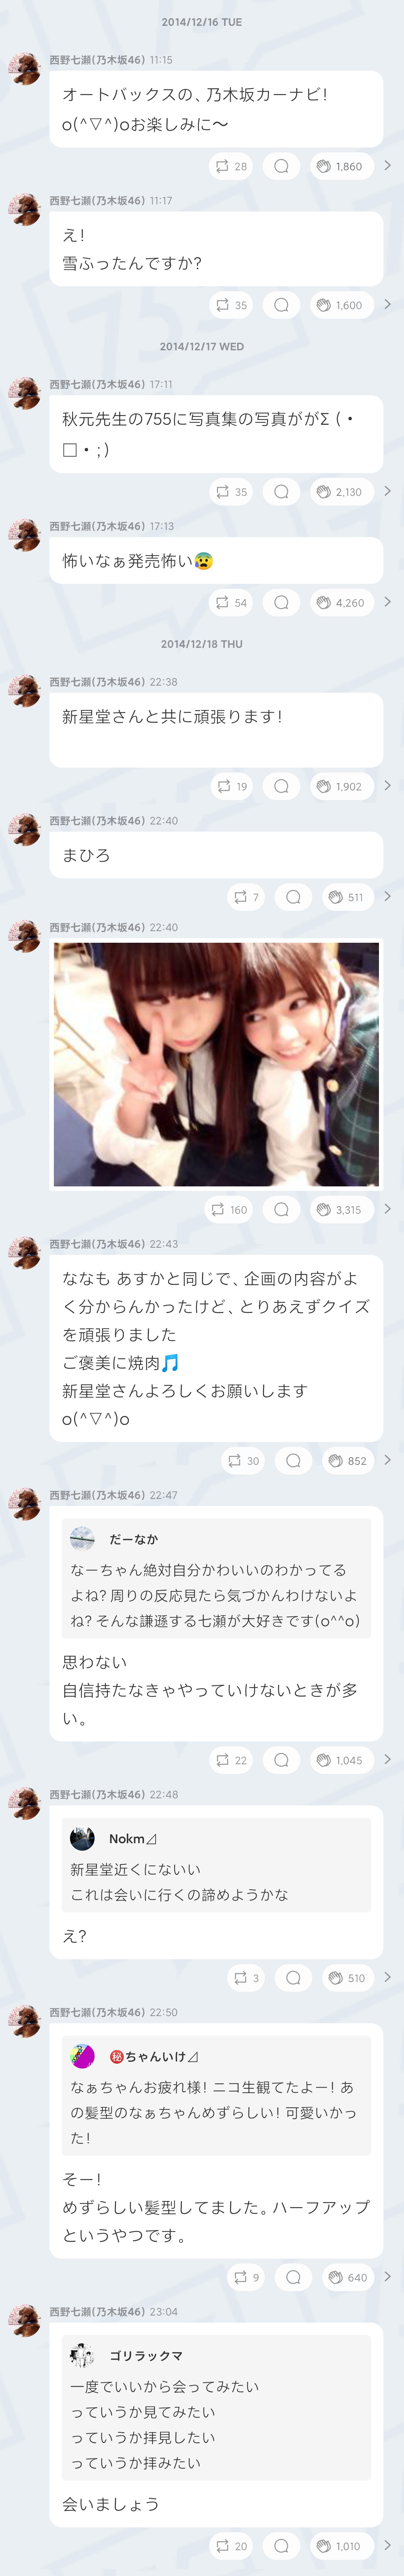 2014/12/16 TUE
西野七瀬(乃木坂46) 11:15
オートバックスの、乃木坂カーナビ!
o(^▽^)oお楽しみに〜
28
1,860
西野七瀬(乃木坂46) 11:17
え!
雪ふったんですか?
35
1,600
2014/12/17 WED
西野七瀬(乃木坂46) 17:11
秋元先生の755に写真集の写真ががΣ (・
□・;)
35
2,130
西野七瀬(乃木坂46) 17:13
怖いなぁ発売怖い😰
54
4,260
2014/12/18 THU
西野七瀬(乃木坂46) 22:38
新星堂さんと共に頑張ります!
19
1,902
西野七瀬(乃木坂46) 22:40
まひろ
7
511
西野七瀬(乃木坂46) 22:40
160
3,315
西野七瀬(乃木坂46) 22:43
ななも あすかと同じで、企画の内容がよ
く分からんかったけど、とりあえずクイズ
を頑張りました
ご褒美に焼肉🎵
新星堂さんよろしくお願いします
o(^▽^)o
30
852
西野七瀬(乃木坂46) 22:47
だーなか
なーちゃん絶対自分かわいいのわかってる
よね? 周りの反応見たら気づかんわけないよ
ね? そんな謙遜する七瀬が大好きです(o^^o)
思わない
自信持たなきゃやっていけないときが多
い。
22
1,045
西野七瀬(乃木坂46) 22:48
Nokm⊿
新星堂近くにないい
これは会いに行くの諦めようかな
え?
3
510
西野七瀬(乃木坂46) 22:50
㊙ちゃんいけ⊿
なぁちゃんお疲れ様! ニコ生観てたよー! あ
の髪型のなぁちゃんめずらしい! 可愛いかっ
た!
そー!
めずらしい髪型してました。ハーフアップ
というやつです。
9
640
西野七瀬(乃木坂46) 23:04
ゴリラックマ
一度でいいから会ってみたい
っていうか見てみたい
っていうか拝見したい
っていうか拝みたい
会いましょう
20
1,010